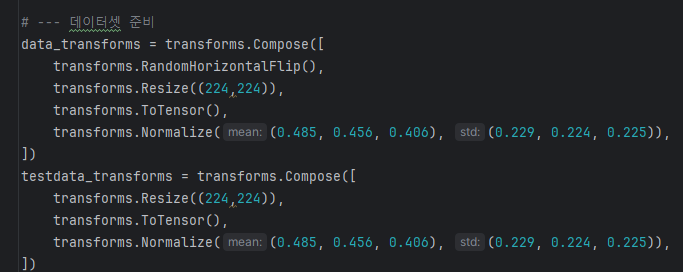 # --- 데이터셋 준비
data_transforms = transforms.Compose([
    transforms.RandomHorizontalFlip(),
    transforms.Resize((224,224)),
    transforms.ToTensor(),
    transforms.Normalize( mean: (0.485, 0.456, 0.406), std: (0.229, 0.224, 0.225)),
])
testdata_transforms = transforms.Compose([
    transforms.Resize((224,224)),
    transforms.ToTensor(),
    transforms.Normalize( mean: (0.485, 0.456, 0.406), std: (0.229, 0.224, 0.225)),
])